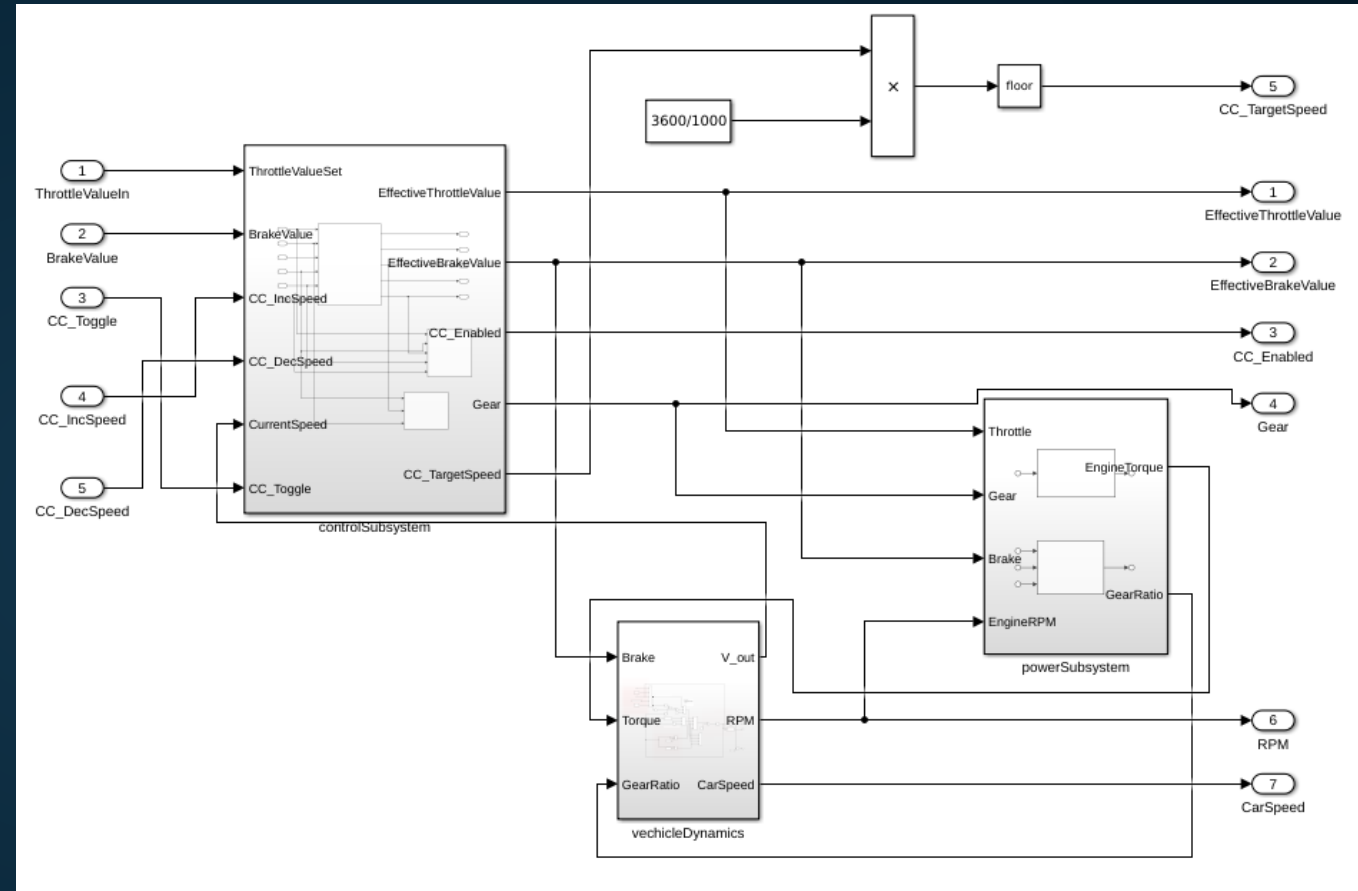 ×
floor
5
CC_TargetSpeed
3600/1000
1
ThrottleValueIn
2
BrakeValue
3
CC_Toggle
4
CC_IncSpeed
5
CC_DecSpeed
ThrottleValueSet
BrakeValue
CC_IncSpeed
CC_DecSpeed
CurrentSpeed
CC_Toggle
EffectiveThrottleValue
EffectiveBrakeValue
CC_Enabled
Gear
CC_TargetSpeed
controlSubsystem
1
EffectiveThrottleValue
2
EffectiveBrakeValue
3
CC_Enabled
4
Gear
Throttle
Gear
Brake
EngineRPM
EngineTorque
GearRatio
powerSubsystem
Brake
Torque
GearRatio
V_out
RPM
CarSpeed
vechicleDynamics
6
RPM
7
CarSpeed